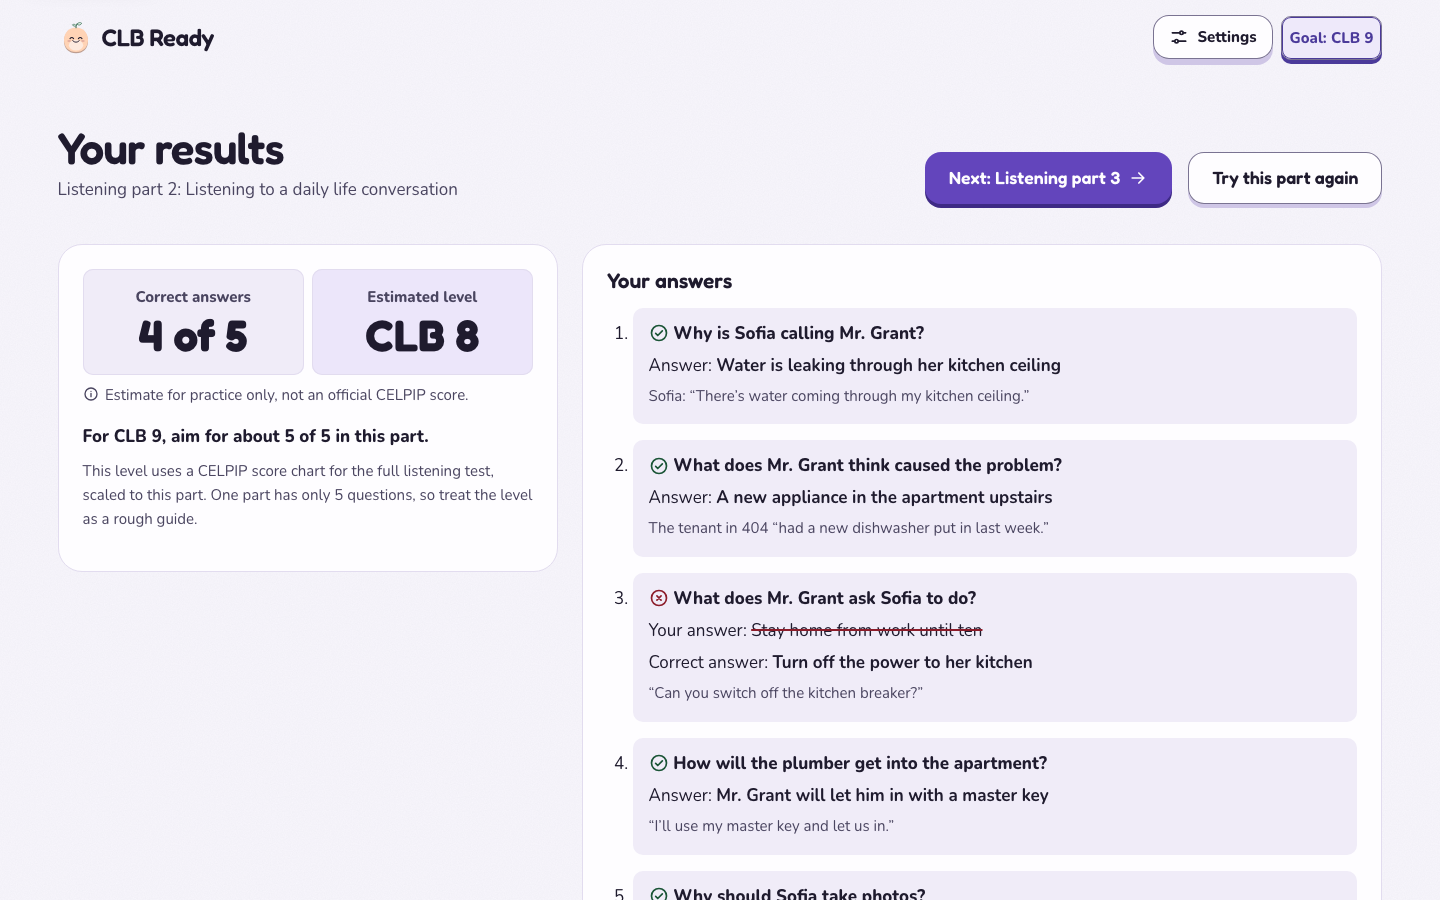 CLB Ready
Settings
Goal: CLB 9
Your results
Listening part 2: Listening to a daily life conversation
Next: Listening part 3 →
Try this part again
Correct answers
4 of 5
Estimated level
CLB 8
Estimate for practice only, not an official CELPIP score.
For CLB 9, aim for about 5 of 5 in this part.
This level uses a CELPIP score chart for the full listening test,
scaled to this part. One part has only 5 questions, so treat the level
as a rough guide.
Your answers
1. Why is Sofia calling Mr. Grant?
Answer: Water is leaking through her kitchen ceiling
Sofia: “There’s water coming through my kitchen ceiling.”
2. What does Mr. Grant think caused the problem?
Answer: A new appliance in the apartment upstairs
The tenant in 404 “had a new dishwasher put in last week.”
3. What does Mr. Grant ask Sofia to do?
Your answer: Stay home from work until ten
Correct answer: Turn off the power to her kitchen
“Can you switch off the kitchen breaker?”
4. How will the plumber get into the apartment?
Answer: Mr. Grant will let him in with a master key
“I’ll use my master key and let us in.”
5. Why should Sofia take photos?